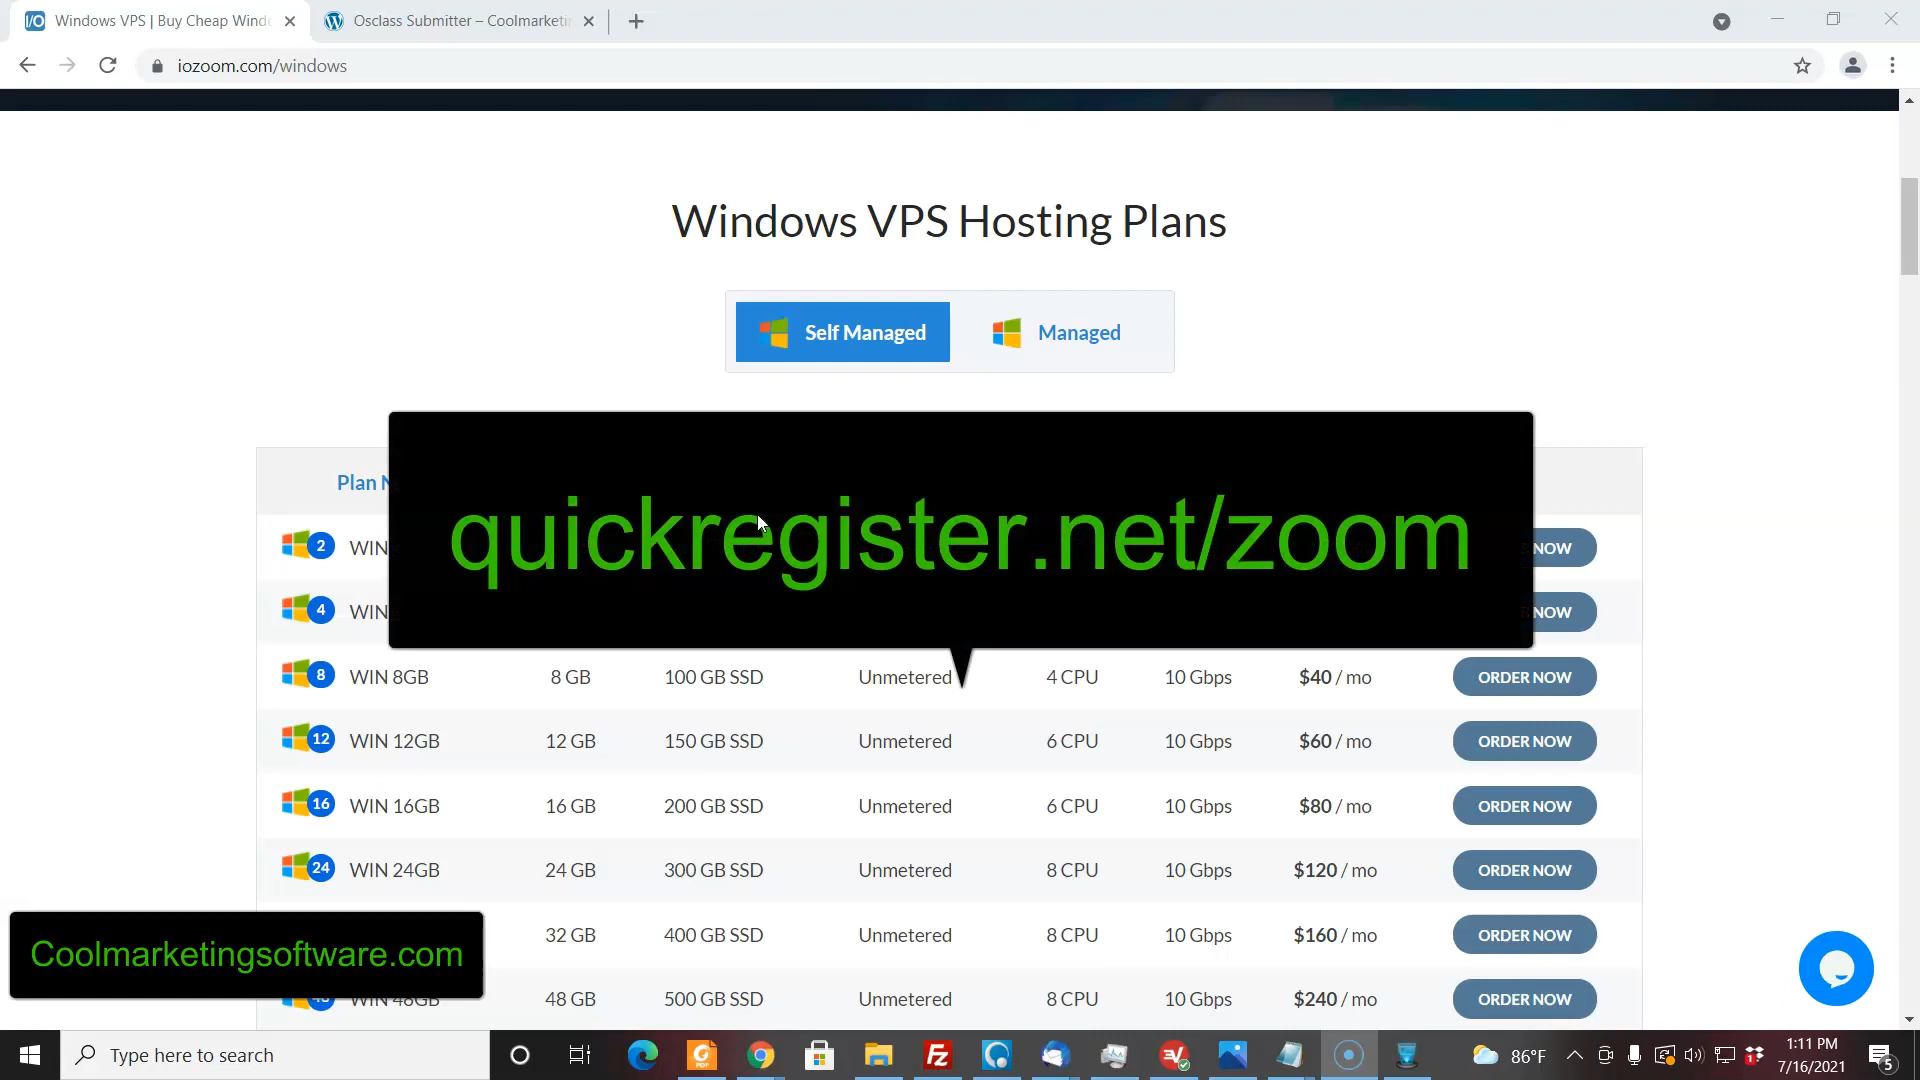 Windows VPS | Buy Cheap Wind
Osclass Submitter – Coolmarketin
iozoom.com/windows
Windows VPS Hosting Plans
Self Managed
Managed
Plan
quickregister.net/zoom
2 WIN NOW
4 WIN NOW
8 WIN 8GB 8 GB 100 GB SSD Unmetered 4 CPU 10 Gbps $40 / mo ORDER NOW
12 WIN 12GB 12 GB 150 GB SSD Unmetered 6 CPU 10 Gbps $60 / mo ORDER NOW
16 WIN 16GB 16 GB 200 GB SSD Unmetered 6 CPU 10 Gbps $80 / mo ORDER NOW
24 WIN 24GB 24 GB 300 GB SSD Unmetered 8 CPU 10 Gbps $120 / mo ORDER NOW
32 GB 400 GB SSD Unmetered 8 CPU 10 Gbps $160 / mo ORDER NOW
Coolmarketingsoftware.com
WIN 48GB 48 GB 500 GB SSD Unmetered 8 CPU 10 Gbps $240 / mo ORDER NOW
Type here to search
86°F
1:11 PM
7/16/2021
5